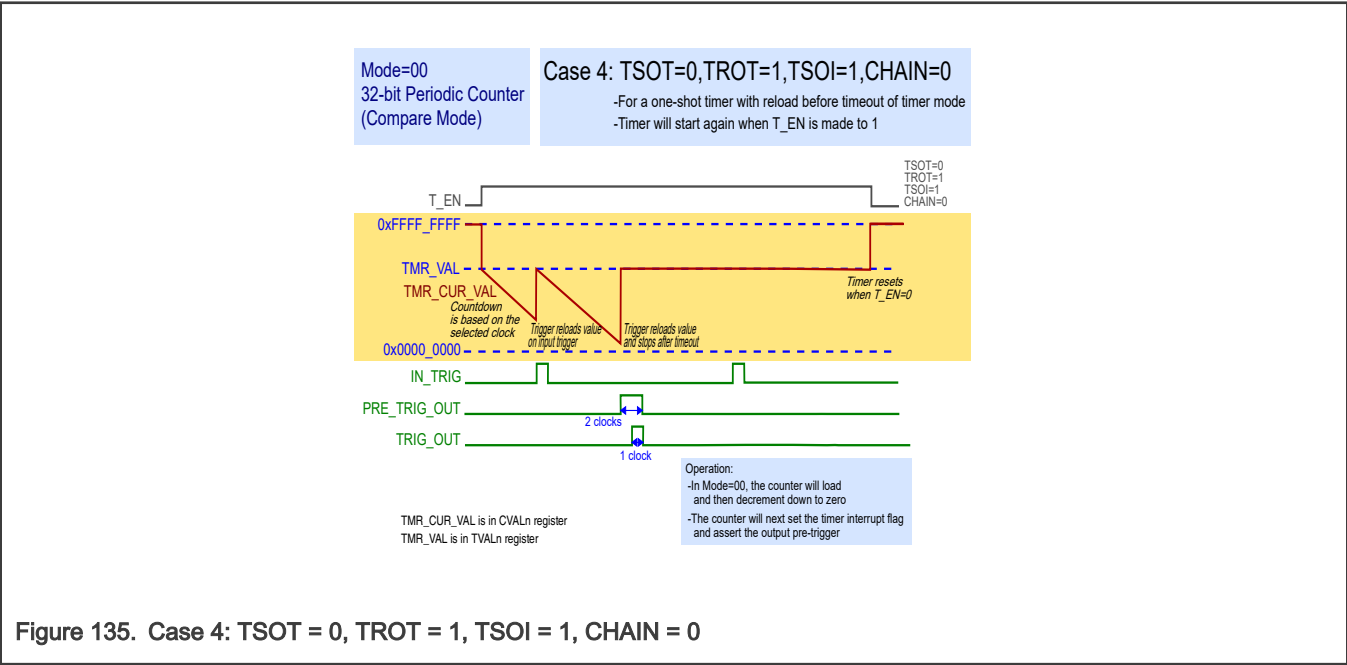 Mode=00
32-bit Periodic Counter
(Compare Mode)
Case 4: TSOT=0,TROT=1,TSOI=1,CHAIN=0
-For a one-shot timer with reload before timeout of timer mode
-Timer will start again when T_EN is made to 1
TSOT=0
TROT=1
TSOI=1
CHAIN=0
T_EN
0xFFFF_FFFF
TMR_VAL
TMR_CUR_VAL
Countdown
is based on the
selected clock
Trigger reloads value
on input trigger
Trigger reloads value
and stops after timeout
Timer resets
when T_EN=0
0x0000_0000
IN_TRIG
PRE_TRIG_OUT
2 clocks
TRIG_OUT
1 clock
Operation:
-In Mode=00, the counter will load
and then decrement down to zero
-The counter will next set the timer interrupt flag
and assert the output pre-trigger
TMR_CUR_VAL is in CVALn register
TMR_VAL is in TVALn register
Figure 135. Case 4: TSOT = 0, TROT = 1, TSOI = 1, CHAIN = 0